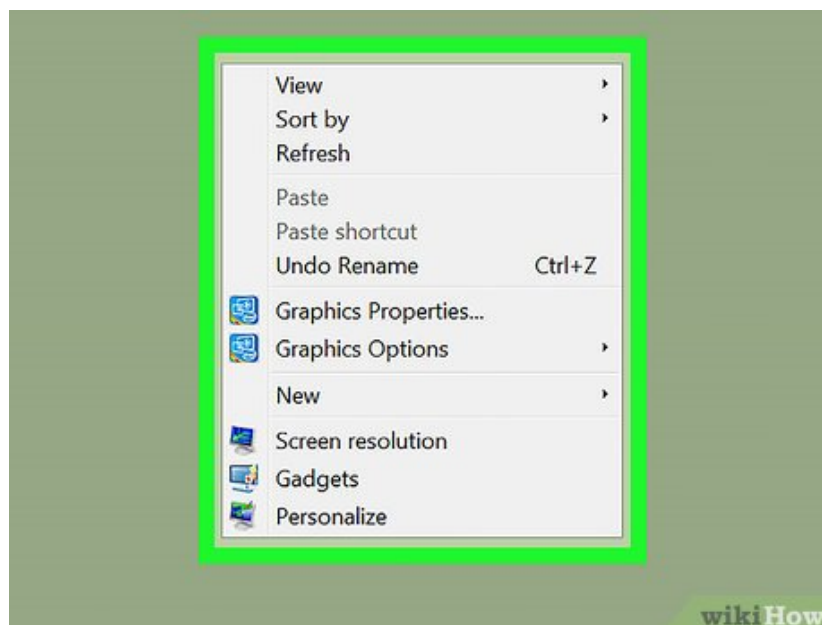 View
Sort by
Refresh
Paste
Paste shortcut
Undo Rename Ctrl+Z
Graphics Properties...
Graphics Options
New
Screen resolution
Gadgets
Personalize
wikiHow